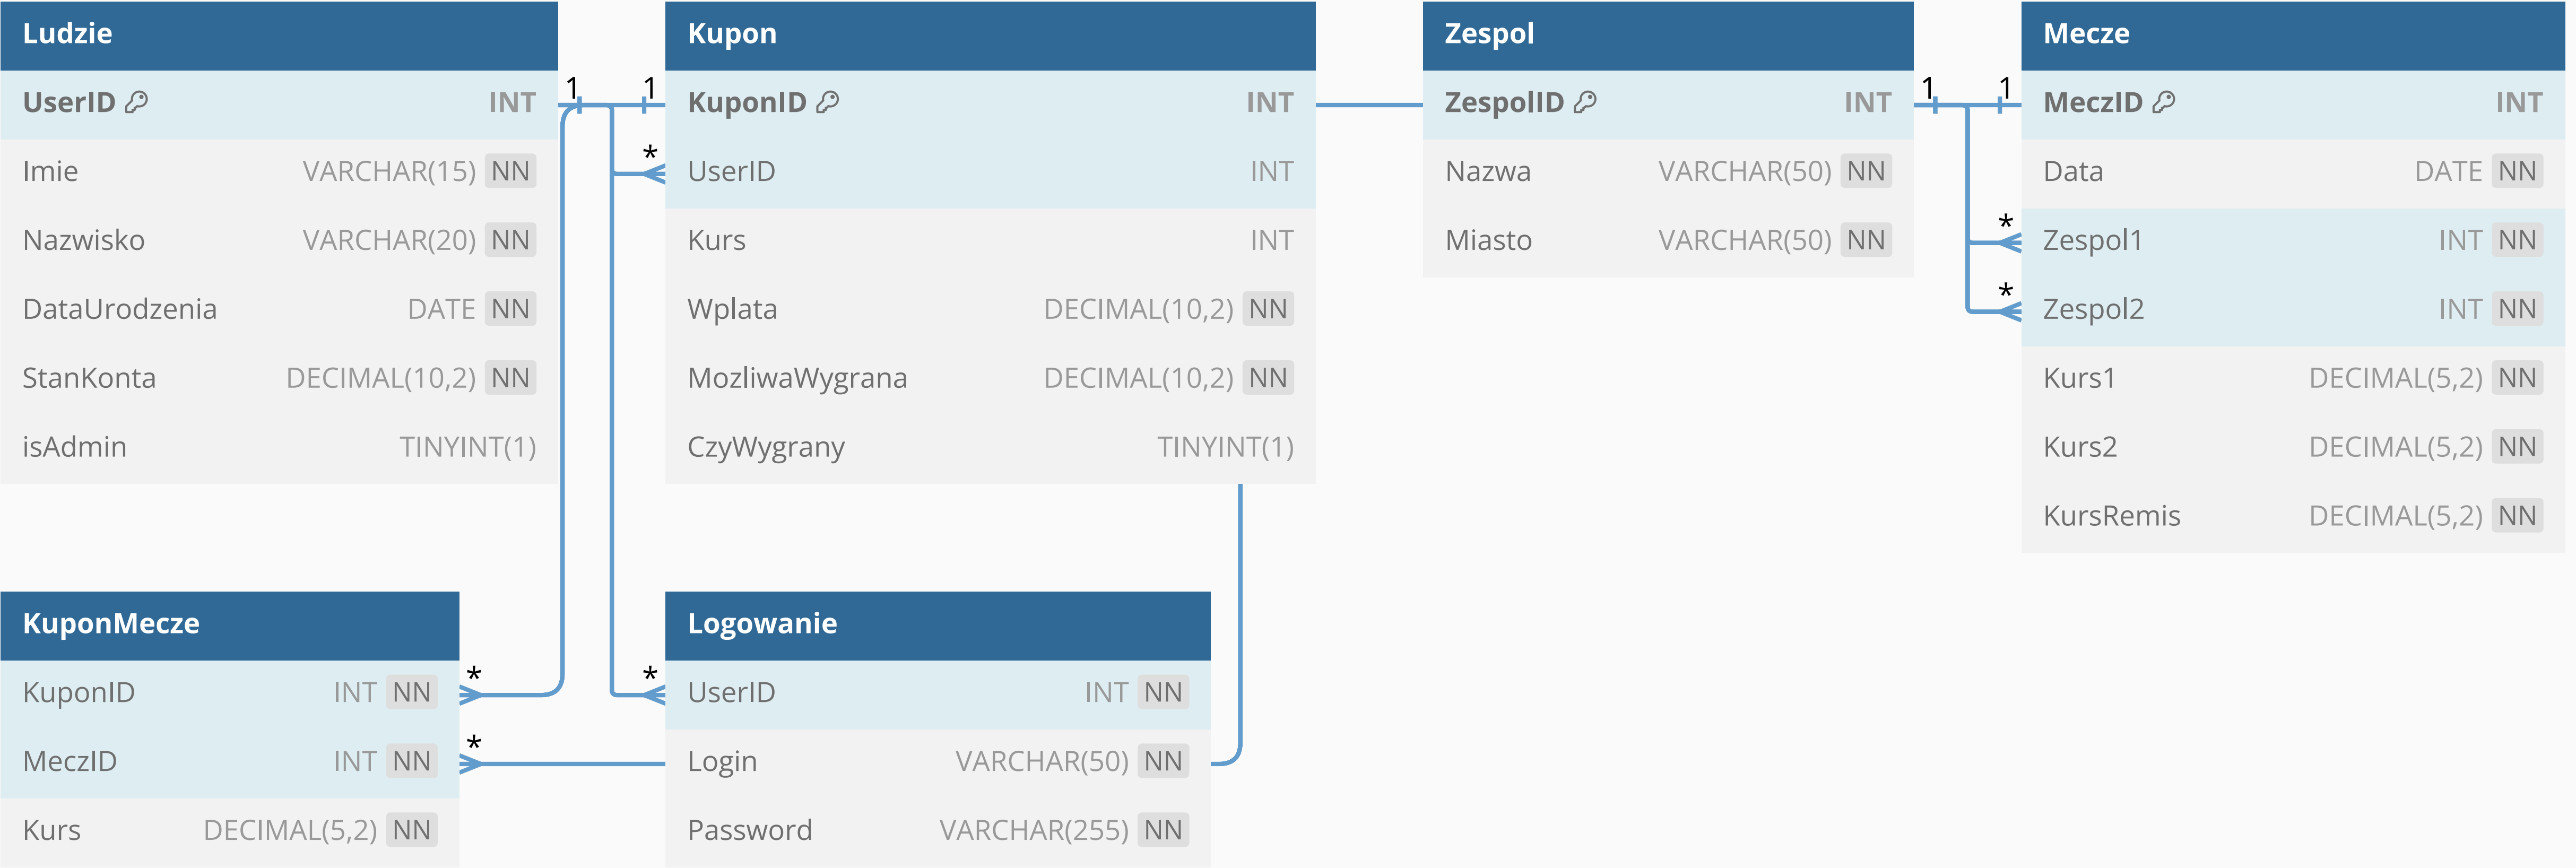 Ludzie
UserID INT
Imie VARCHAR(15) NN
Nazwisko VARCHAR(20) NN
DataUrodzenia DATE NN
StanKonta DECIMAL(10,2) NN
isAdmin TINYINT(1)
1 1
*
Kupon
KuponID INT
UserID INT
Kurs INT
Wplata DECIMAL(10,2) NN
MozliwaWygrana DECIMAL(10,2) NN
CzyWygrany TINYINT(1)
Zespol
ZespolID INT
Nazwa VARCHAR(50) NN
Miasto VARCHAR(50) NN
1 1
*
*
Mecze
MeczID INT
Data DATE NN
Zespol1 INT NN
Zespol2 INT NN
Kurs1 DECIMAL(5,2) NN
Kurs2 DECIMAL(5,2) NN
KursRemis DECIMAL(5,2) NN
KuponMecze
KuponID INT NN
MeczID INT NN
Kurs DECIMAL(5,2) NN
* *
*
Logowanie
UserID INT NN
Login VARCHAR(50) NN
Password VARCHAR(255) NN